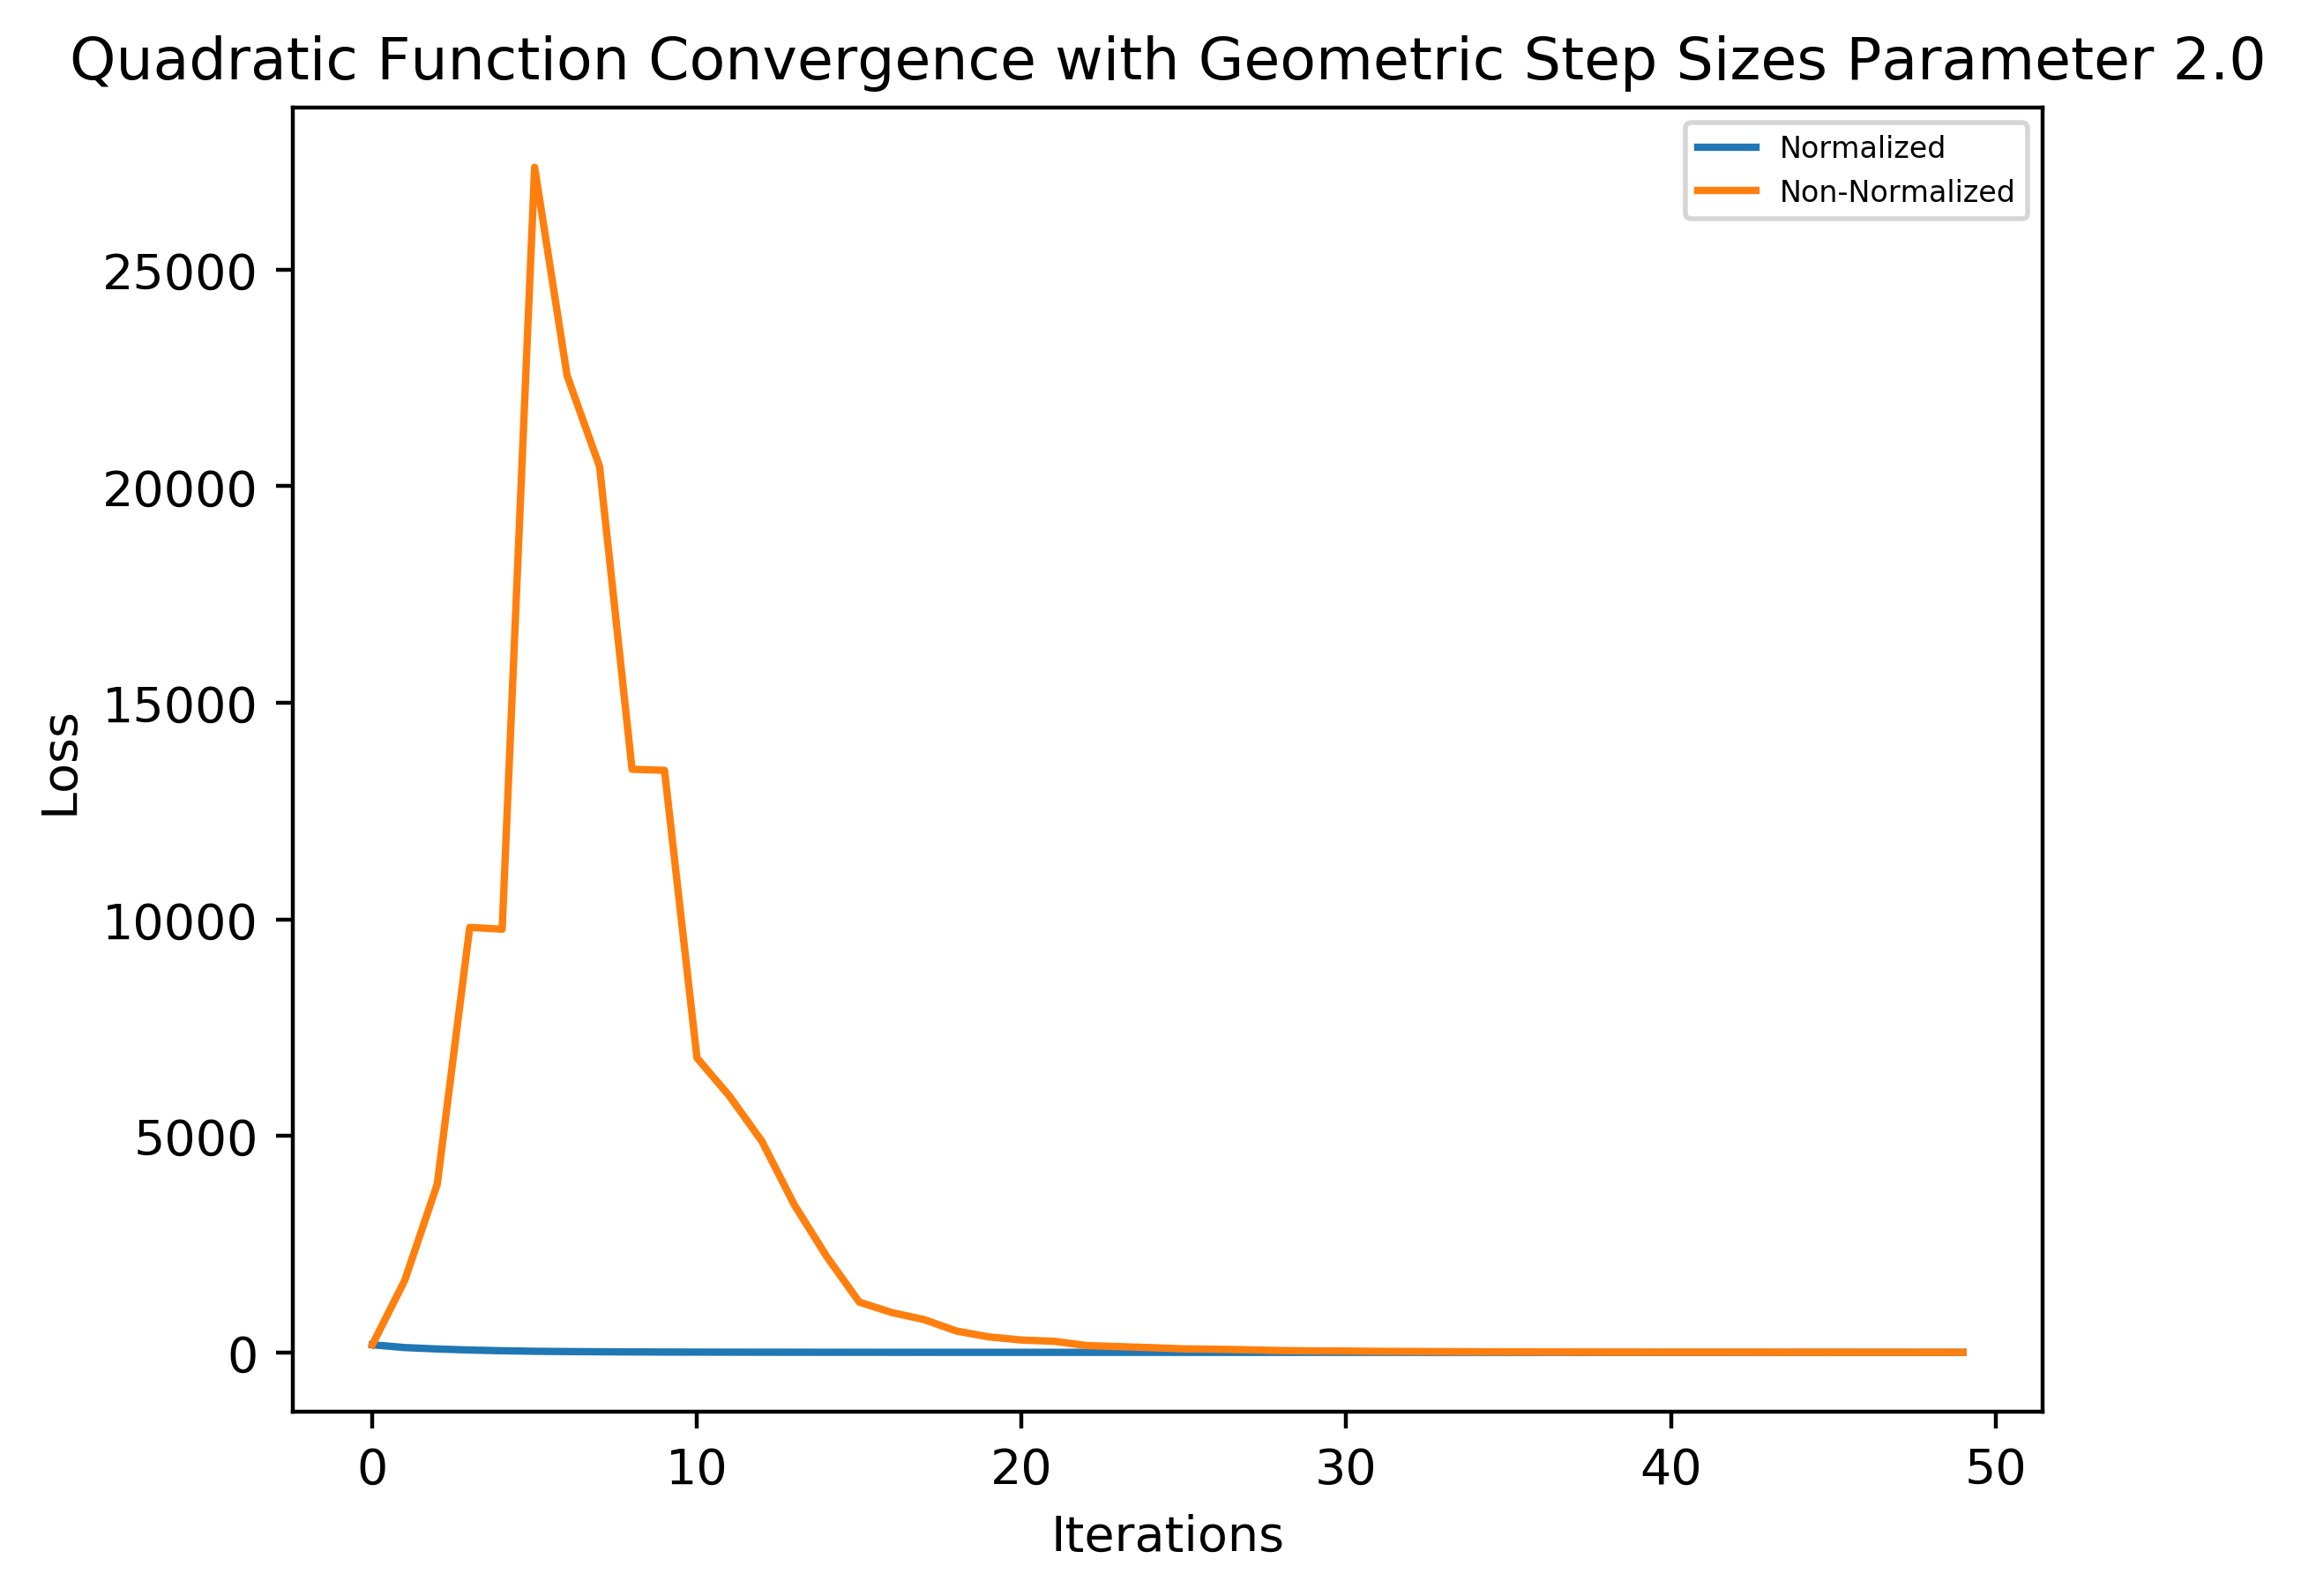 Quadratic Function Convergence with Geometric Step Sizes Parameter 2.0
Normalized
Non-Normalized
25000
20000
15000
10000
5000
0
Loss
0 10 20 30 40 50
Iterations